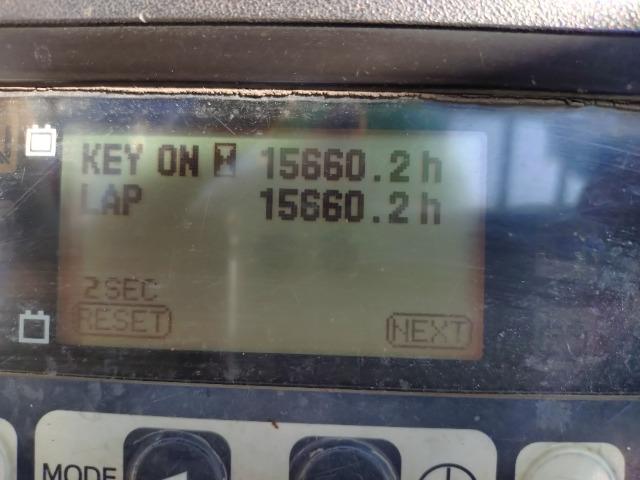 KEY ON 15660.2h
LAP 15660.2h
2SEC
RESET NEXT
MODE